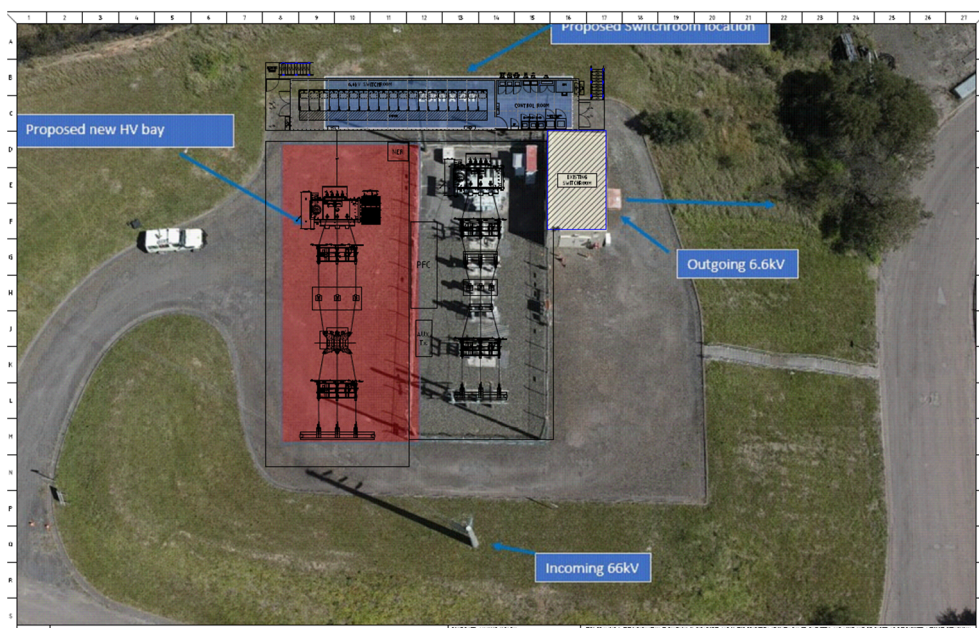 1 2 3 4 5 6 7 8 9 10 11 12 13 14 15 16 17 18 19 20 21 22 23 24 25 26 27
Proposed Switchroom location
A
B
C
CONTROL ROOM
Proposed new HV bay
D
NER
E
EXISTING
SWITCHROOM
F
G
Outgoing 6.6kV
PFC
H
J
AUX
TX
K
L
M
N
P
Q
Incoming 66kV
R
S